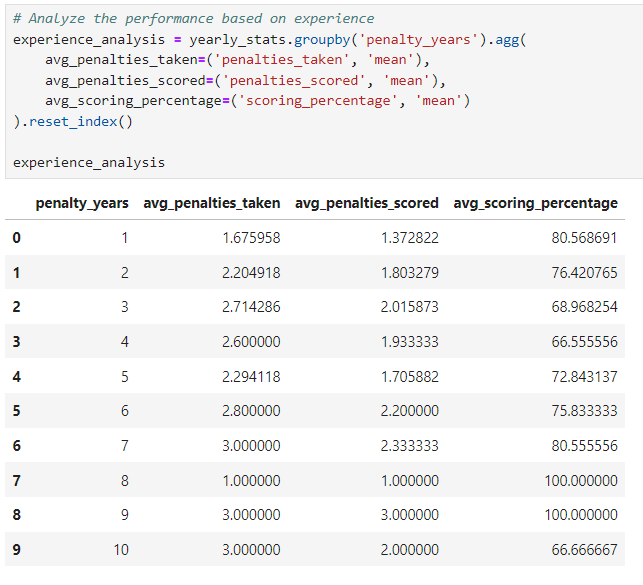 # Analyze the performance based on experience
experience_analysis = yearly_stats.groupby('penalty_years').agg(
    avg_penalties_taken=('penalties_taken', 'mean'),
    avg_penalties_scored=('penalties_scored', 'mean'),
    avg_scoring_percentage=('scoring_percentage', 'mean')
).reset_index()

experience_analysis
penalty_years avg_penalties_taken avg_penalties_scored avg_scoring_percentage
0 1 1.675958 1.372822 80.568691
1 2 2.204918 1.803279 76.420765
2 3 2.714286 2.015873 68.968254
3 4 2.600000 1.933333 66.555556
4 5 2.294118 1.705882 72.843137
5 6 2.800000 2.200000 75.833333
6 7 3.000000 2.333333 80.555556
7 8 1.000000 1.000000 100.000000
8 9 3.000000 3.000000 100.000000
9 10 3.000000 2.000000 66.666667